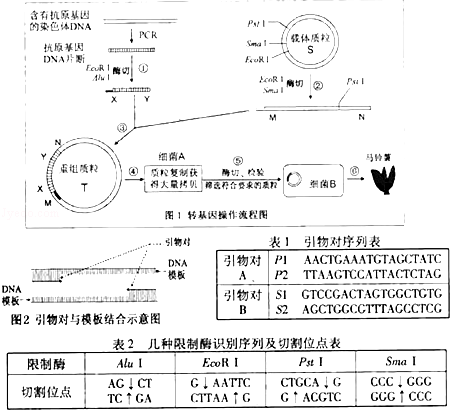 含有抗原基因
的染色体DNA
PCR
抗原基因
DNA片断
EcoR I
Alu I
酶切
①
X
Y
Pst I
Sma I
EcoR I
载体质粒
S
EcoR I
Sma I
酶切
②
Pst I
M
N
③
N
Y
X
M
重组质粒
T
④
细菌A
质粒复制获
得大量拷贝
⑤
酶切、检验
筛选符合要求的质粒
细菌B
⑥
马铃薯
图1 转基因操作流程图
引物对
DNA
模板
DNA
模板
图2 引物对与模板结合示意图
表1 引物对序列表
引物对 A P1 AACTGAAATGTAGCTATC
P2 TTAAGTCCATTACTCTAG
引物对 B S1 GTCCGACTAGTGGCTGTG
S2 AGCTGGCGTTTAGCCTCG
表2 几种限制酶识别序列及切割位点表
限制酶 Alu I EcoR I Pst I Sma I
切割位点 AG↓CT G↓AATTC CTGCA↓G CCC↓GGG
TC↑GA CTTAA↑G G↑ACGTC GGG↑CCC